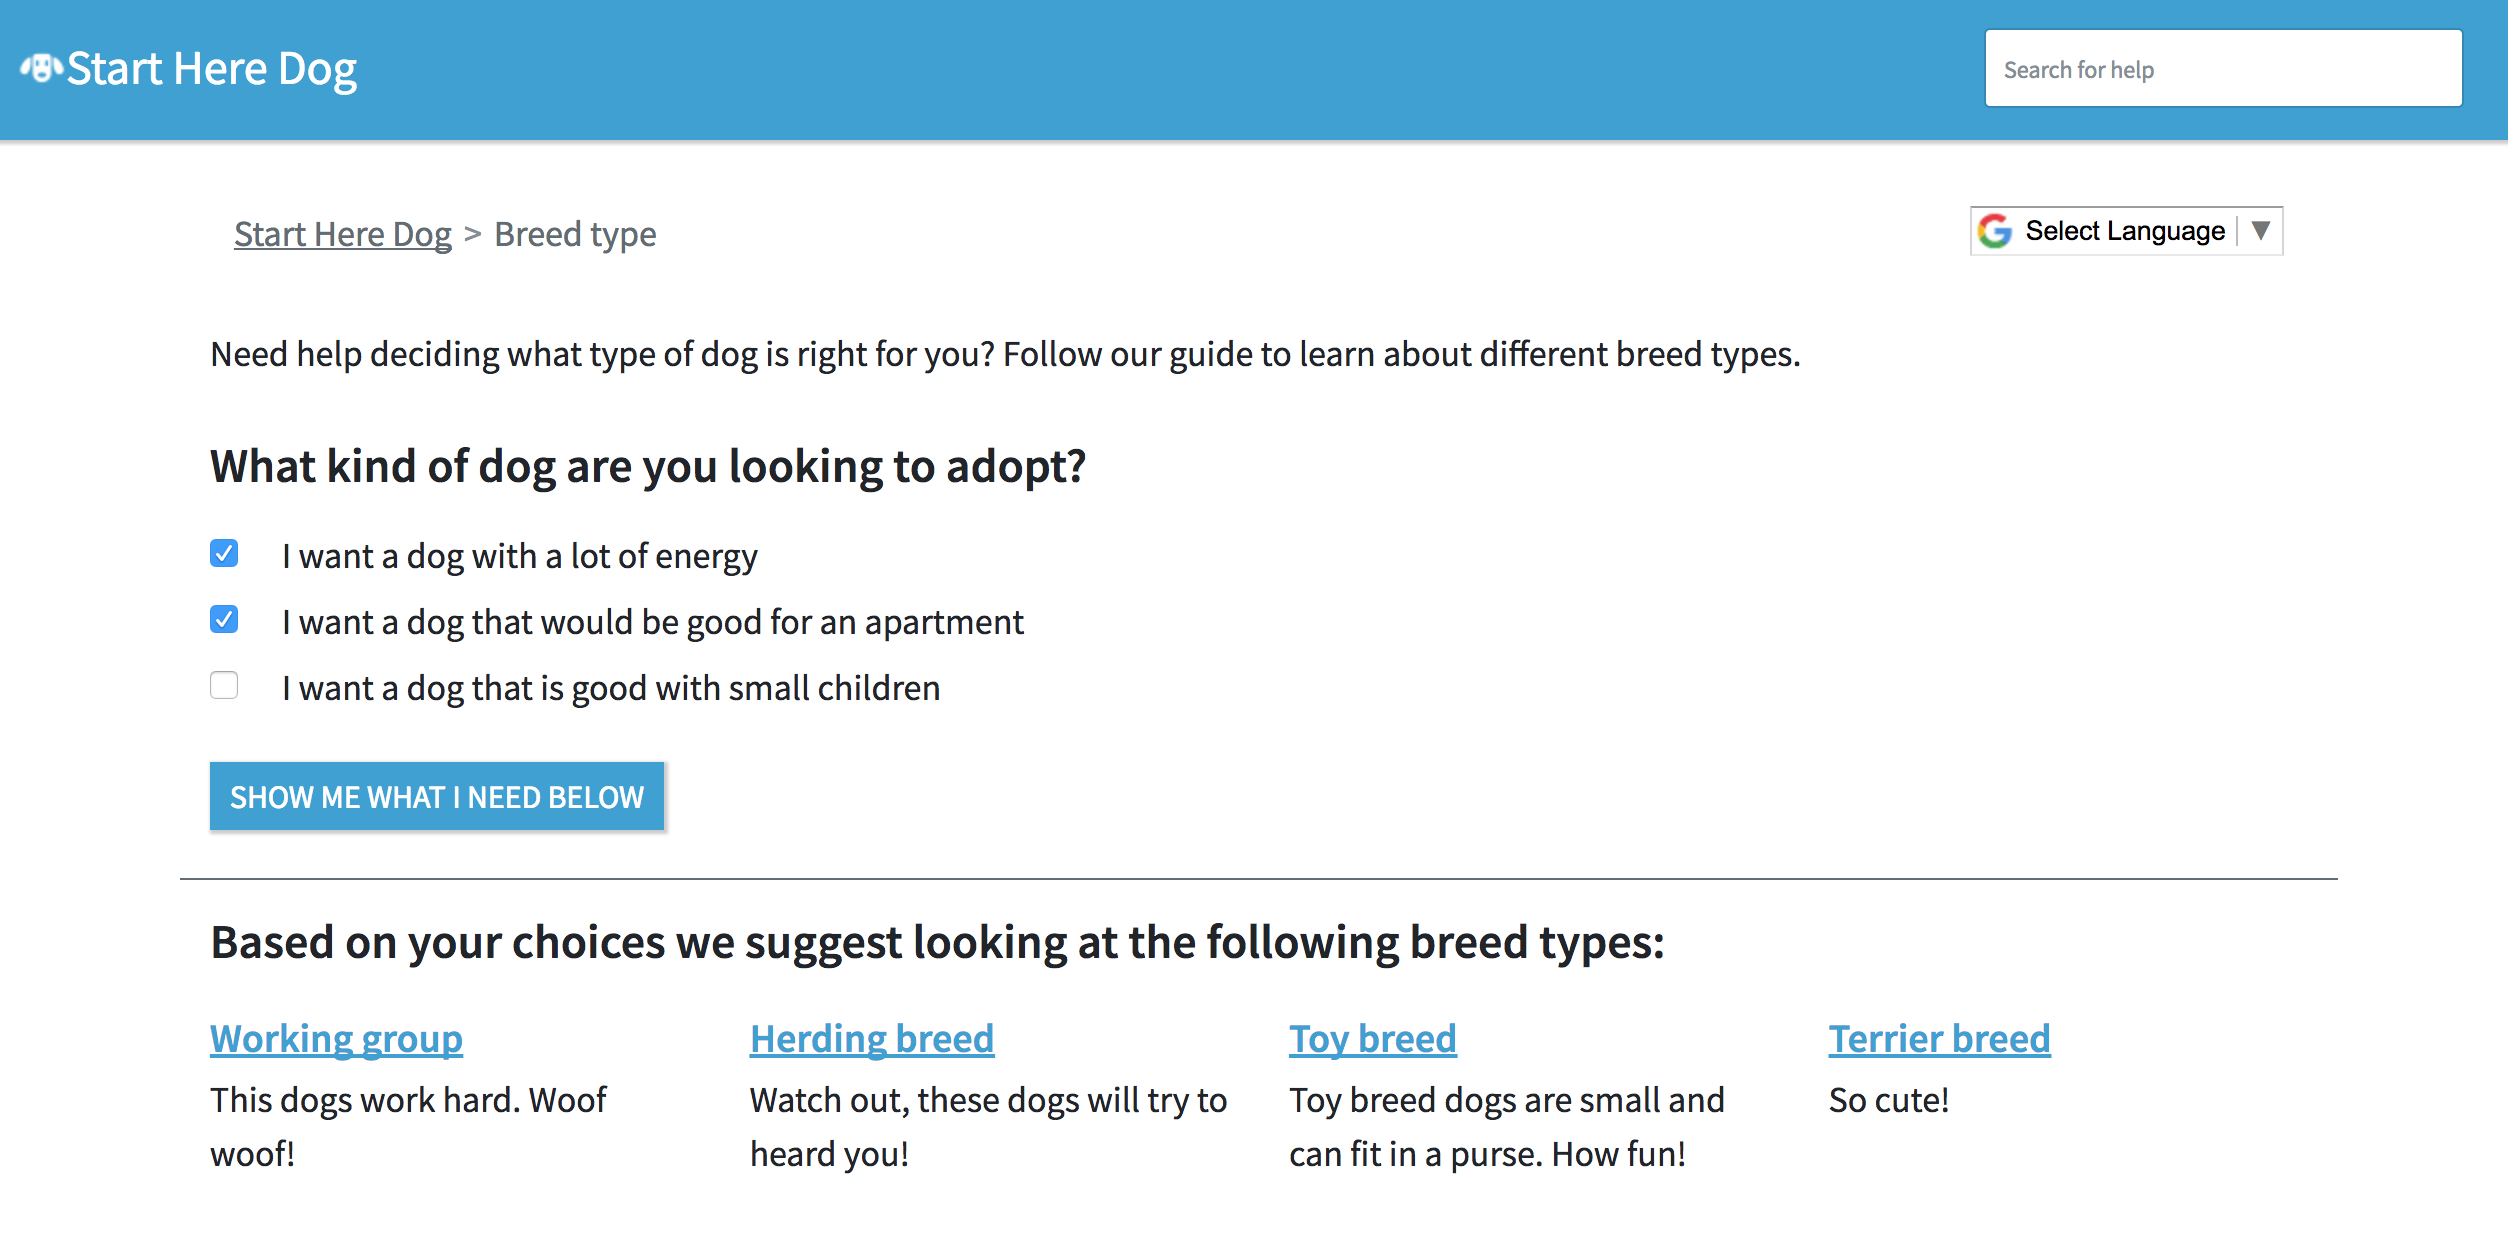 Start Here Dog
Search for help
Start Here Dog > Breed type
Select Language ▼
Need help deciding what type of dog is right for you? Follow our guide to learn about different breed types.
What kind of dog are you looking to adopt?
I want a dog with a lot of energy
I want a dog that would be good for an apartment
I want a dog that is good with small children
SHOW ME WHAT I NEED BELOW
Based on your choices we suggest looking at the following breed types:
Working group
This dogs work hard. Woof
woof!
Herding breed
Watch out, these dogs will try to
heard you!
Toy breed
Toy breed dogs are small and
can fit in a purse. How fun!
Terrier breed
So cute!